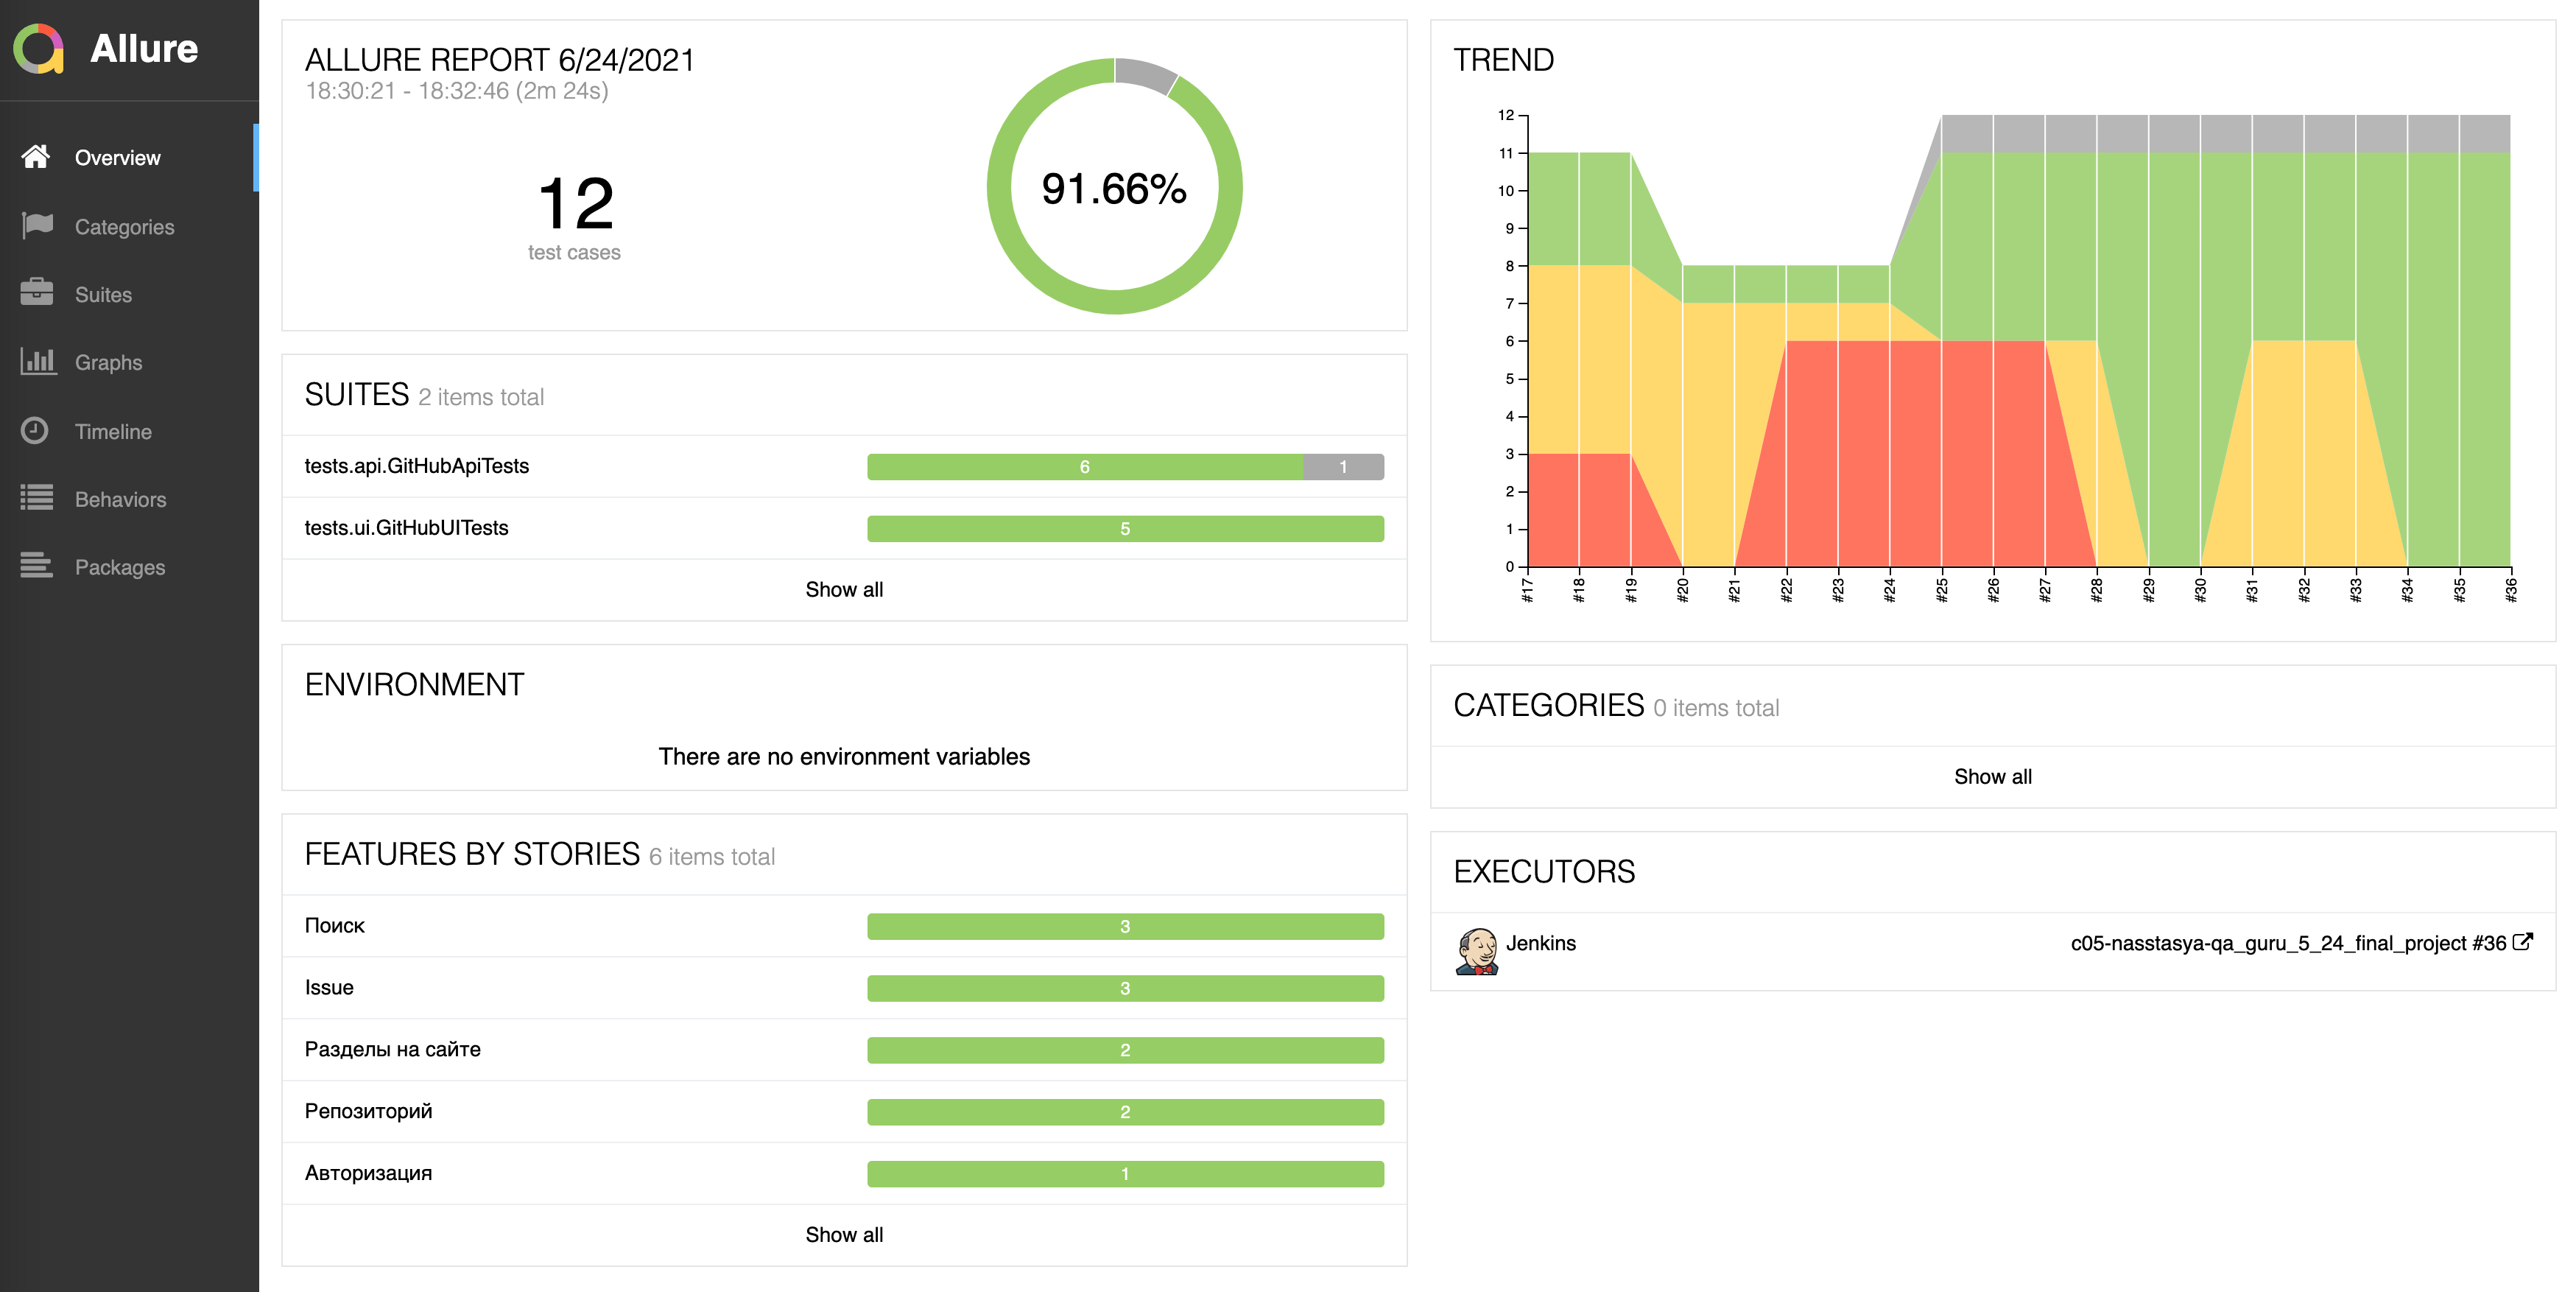 Allure
Overview
Categories
Suites
Graphs
Timeline
Behaviors
Packages
ALLURE REPORT 6/24/2021
18:30:21 - 18:32:46 (2m 24s)
12
test cases
91.66%
SUITES 2 items total
tests.api.GitHubApiTests 6 1
tests.ui.GitHubUITests 5
Show all
ENVIRONMENT
There are no environment variables
FEATURES BY STORIES 6 items total
Поиск 3
Issue 3
Разделы на сайте 2
Репозиторий 2
Авторизация 1
Show all
TREND
12
11
10
9
8
7
6
5
4
3
2
1
0
#17 #18 #19 #20 #21 #22 #23 #24 #25 #26 #27 #28 #29 #30 #31 #32 #33 #34 #35 #36
CATEGORIES 0 items total
Show all
EXECUTORS
Jenkins c05-nasstasya-qa_guru_5_24_final_project #36